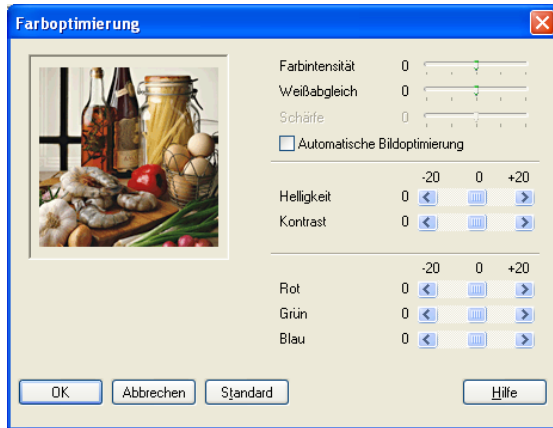 Farboptimierung
Farbintensität 0
Weißabgleich 0
Schärfe 0
Automatische Bildoptimierung
-20 0 +20
Helligkeit 0
Kontrast 0
-20 0 +20
Rot 0
Grün 0
Blau 0
OK Abbrechen Standard Hilfe